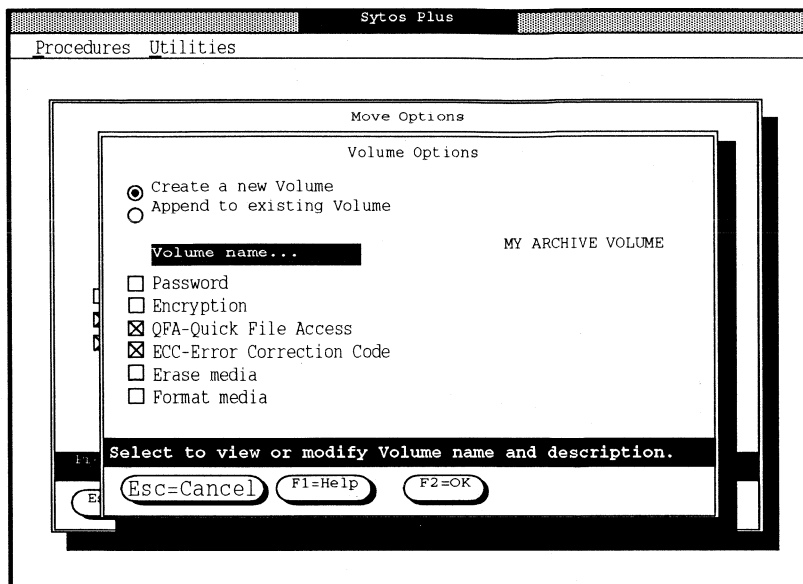 Sytos Plus
Procedures Utilities
Move Options
Volume Options
Create a new Volume
Append to existing Volume
Volume name... MY ARCHIVE VOLUME
Password
Encryption
QFA-Quick File Access
ECC-Error Correction Code
Erase media
Format media
Select to view or modify Volume name and description.
Esc=Cancel F1=Help F2=OK